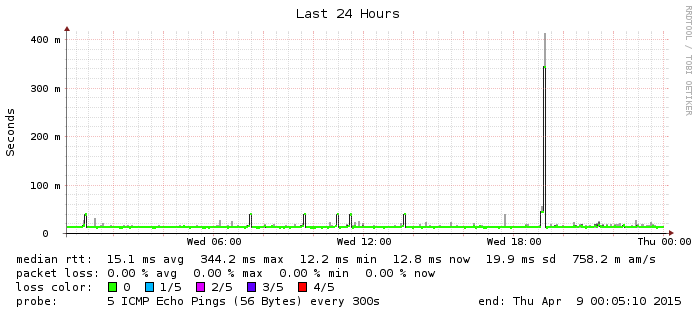 Last 24 Hours
RRDTOOL / TOBI OETIKER
Seconds
400 m
300 m
200 m
100 m
0
Wed 06:00 Wed 12:00 Wed 18:00 Thu 00:00
median rtt: 15.1 ms avg 344.2 ms max 12.2 ms min 12.8 ms now 19.9 ms sd 758.2 m am/s
packet loss: 0.00 % avg 0.00 % max 0.00 % min 0.00 % now
loss color: 0 1/5 2/5 3/5 4/5
probe: 5 ICMP Echo Pings (56 Bytes) every 300s end: Thu Apr 9 00:05:10 2015